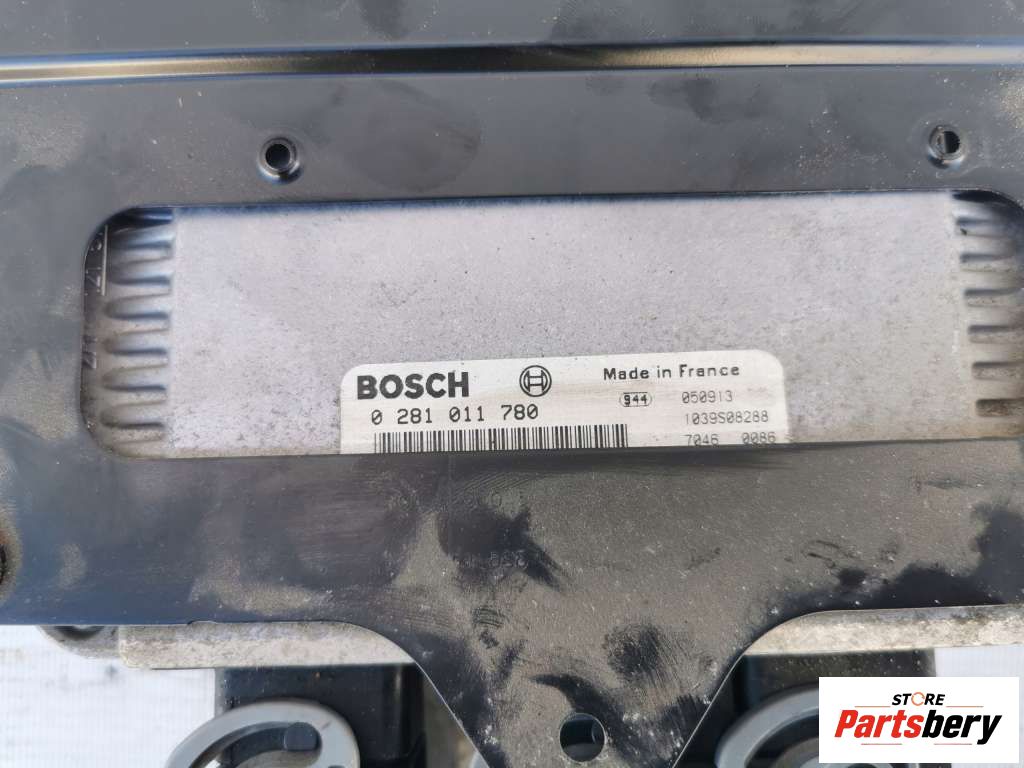 BOSCH
Made in France
0 281 011 780
944
050913
1039S08288
7046 0086
STORE
Partsbery